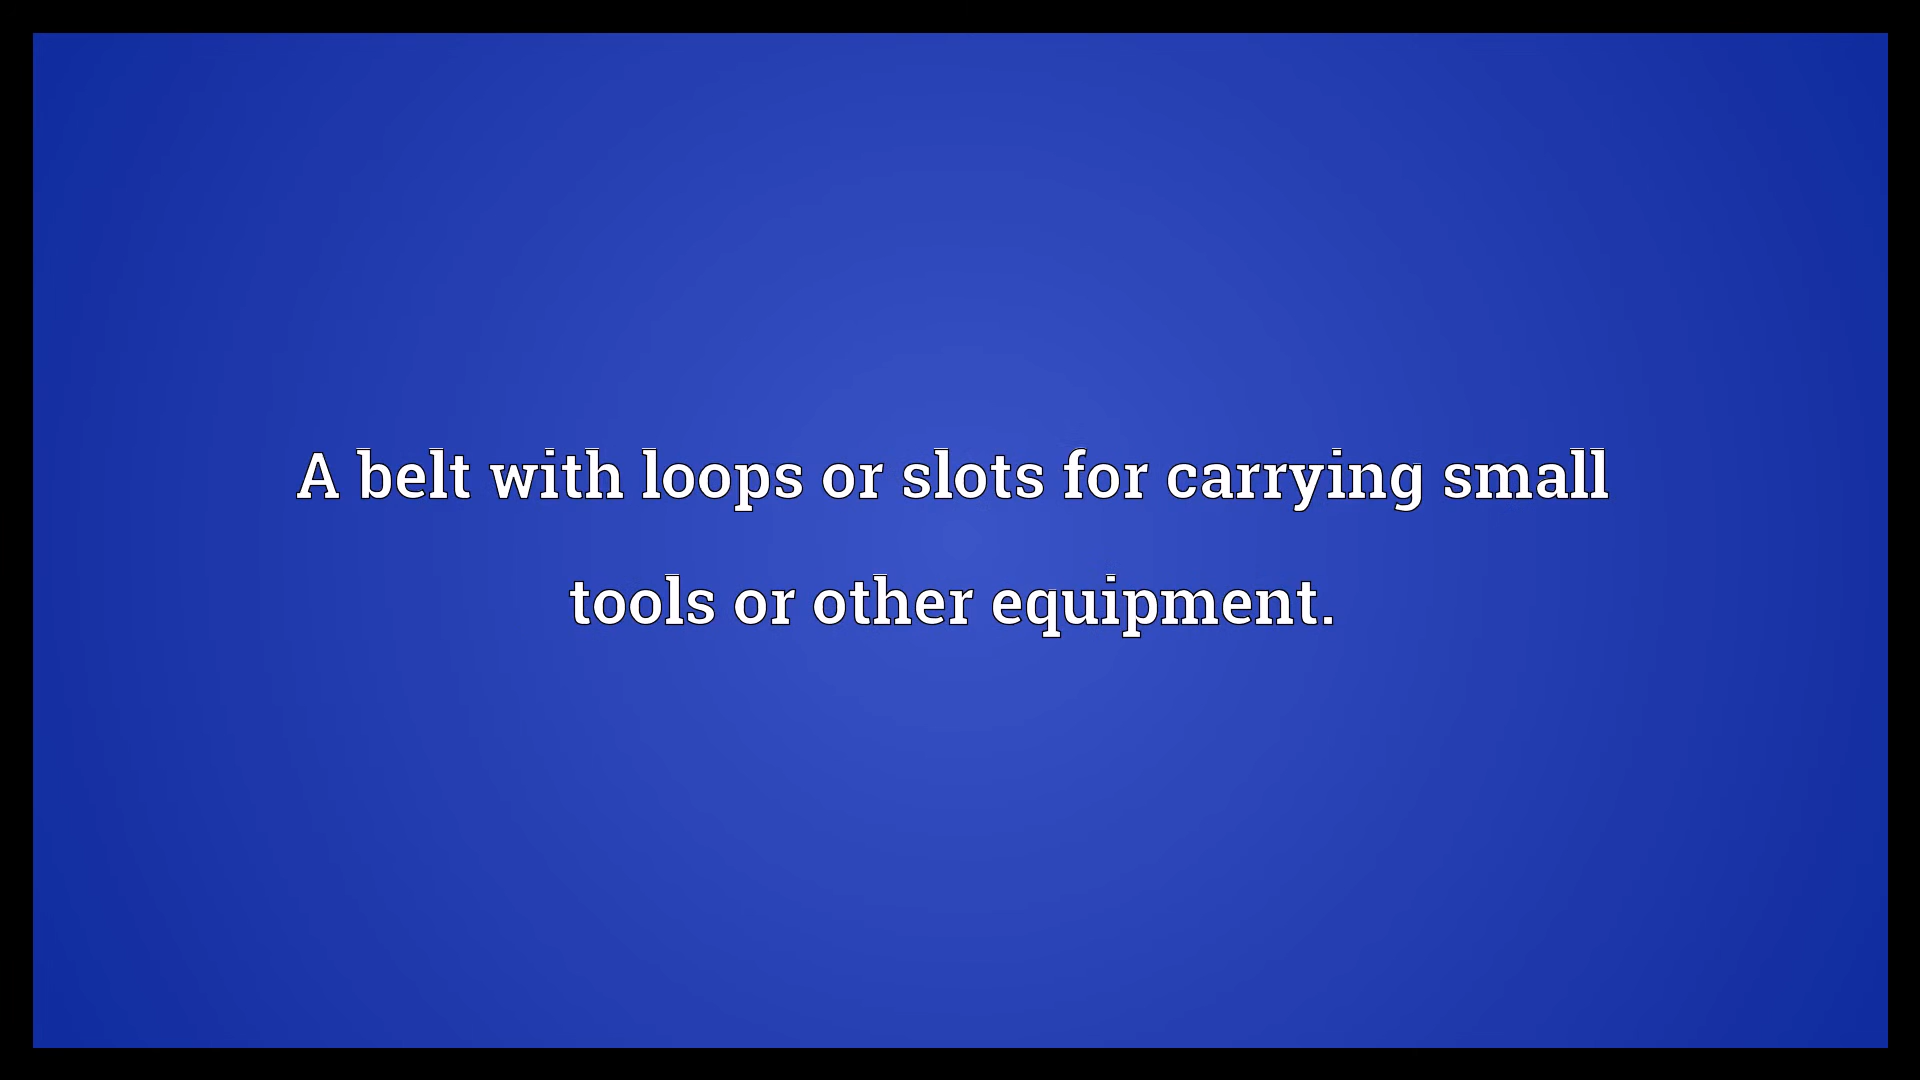 A belt with loops or slots for carrying small
tools or other equipment.